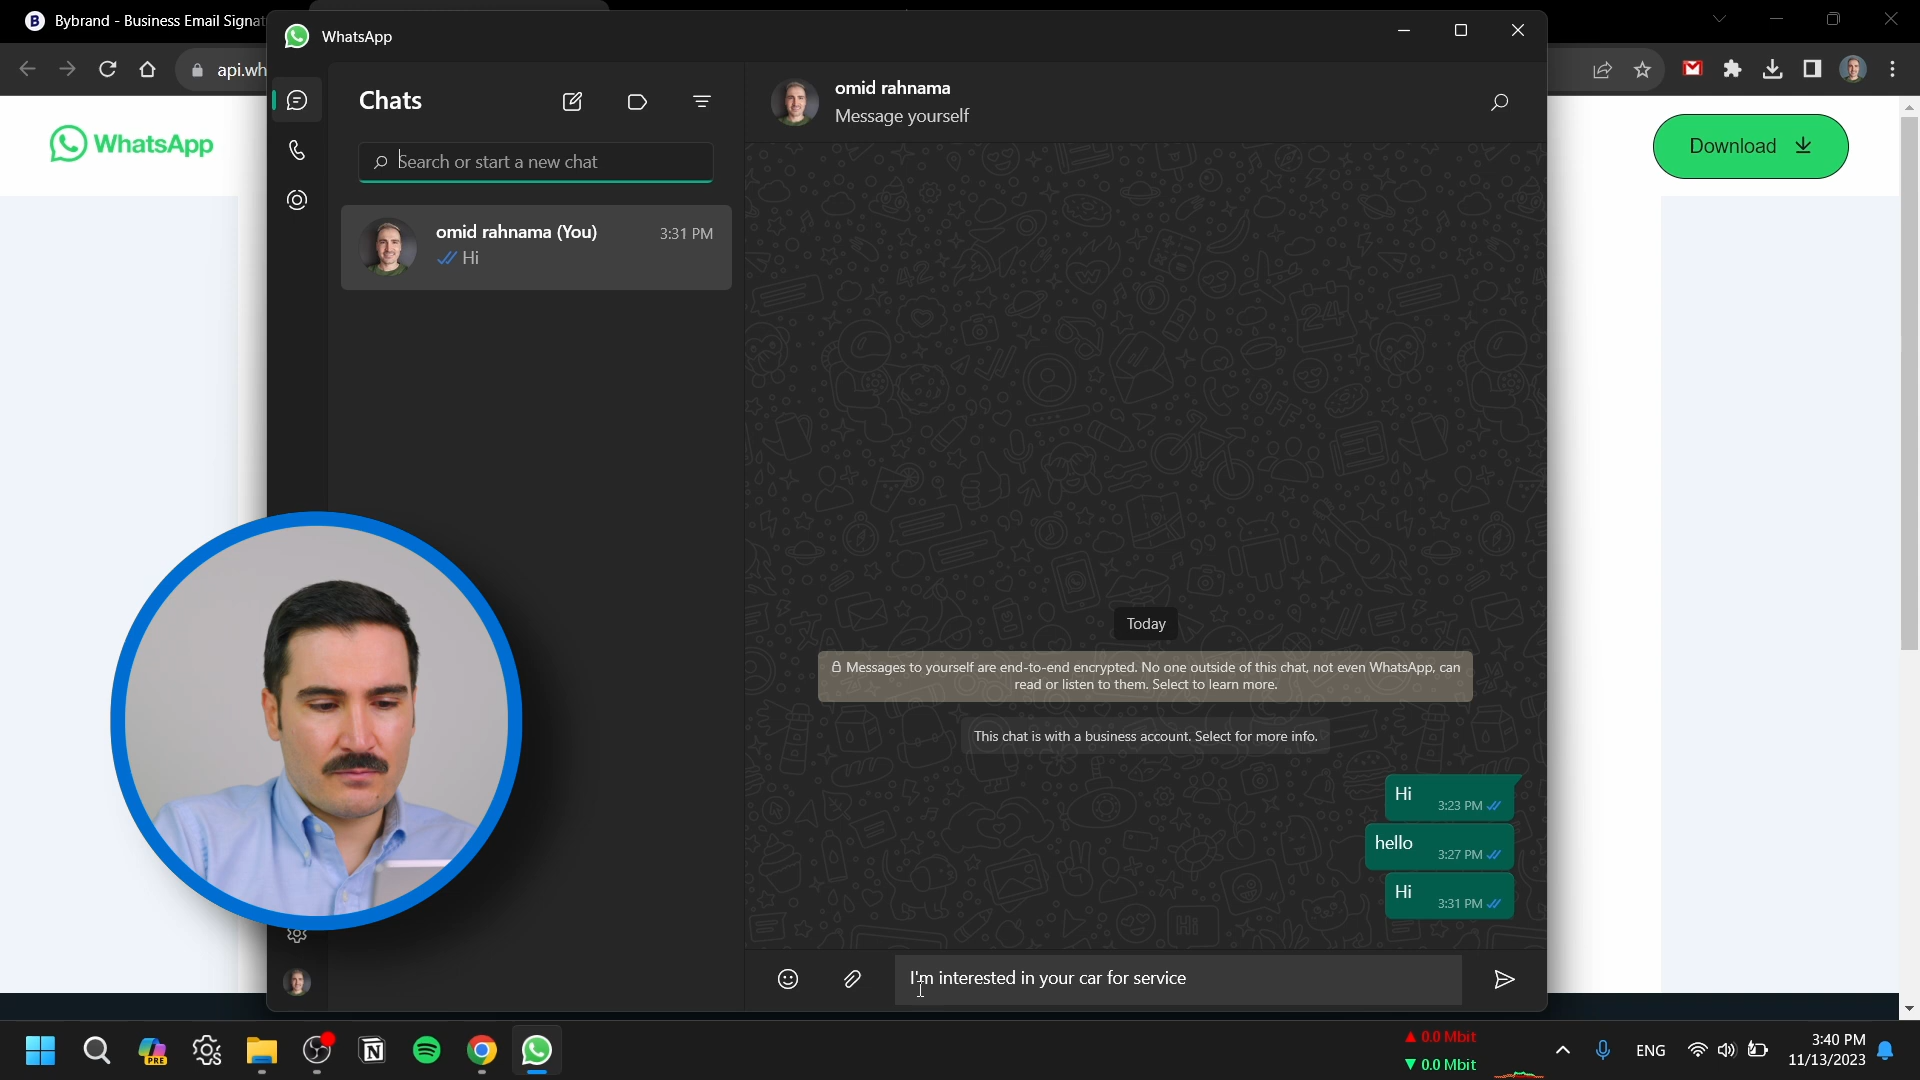 Bybrand - Business Email Signat
WhatsApp
api.wh
WhatsApp
Download
Chats
Search or start a new chat
omid rahnama (You)
3:31 PM
Hi
omid rahnama
Message yourself
Today
Messages to yourself are end-to-end encrypted. No one outside of this chat, not even WhatsApp, can
read or listen to them. Select to learn more.
This chat is with a business account. Select for more info.
Hi
3:23 PM
hello
3:27 PM
Hi
3:31 PM
I'm interested in your car for service
PRE
0.0 Mbit
0.0 Mbit
ENG
3:40 PM
11/13/2023